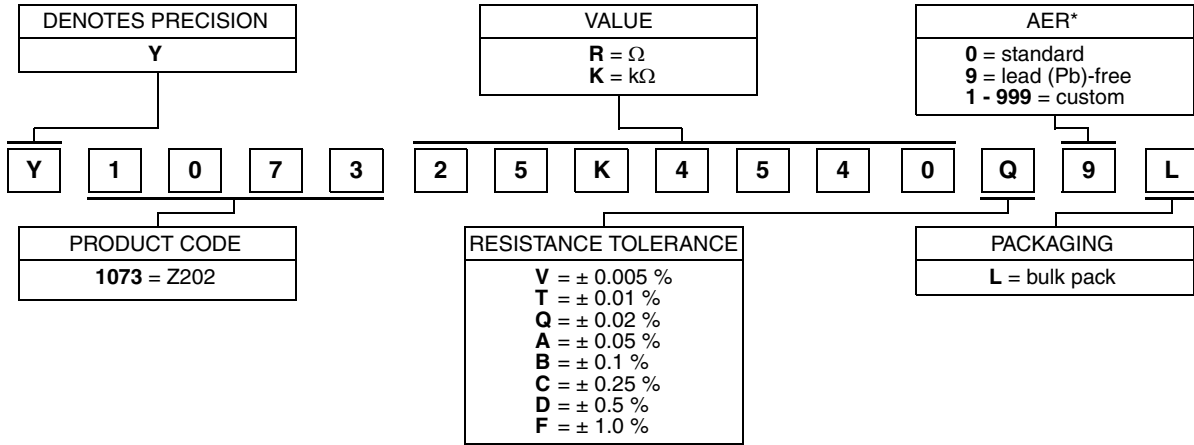 DENOTES PRECISION
Y
VALUE
R = Ω
K = kΩ
AER*
0 = standard
9 = lead (Pb)-free
1 - 999 = custom
Y 1 0 7 3 2 5 K 4 5 4 0 Q 9 L
PRODUCT CODE
1073 = Z202
RESISTANCE TOLERANCE
V = ± 0.005 %
T = ± 0.01 %
Q = ± 0.02 %
A = ± 0.05 %
B = ± 0.1 %
C = ± 0.25 %
D = ± 0.5 %
F = ± 1.0 %
PACKAGING
L = bulk pack